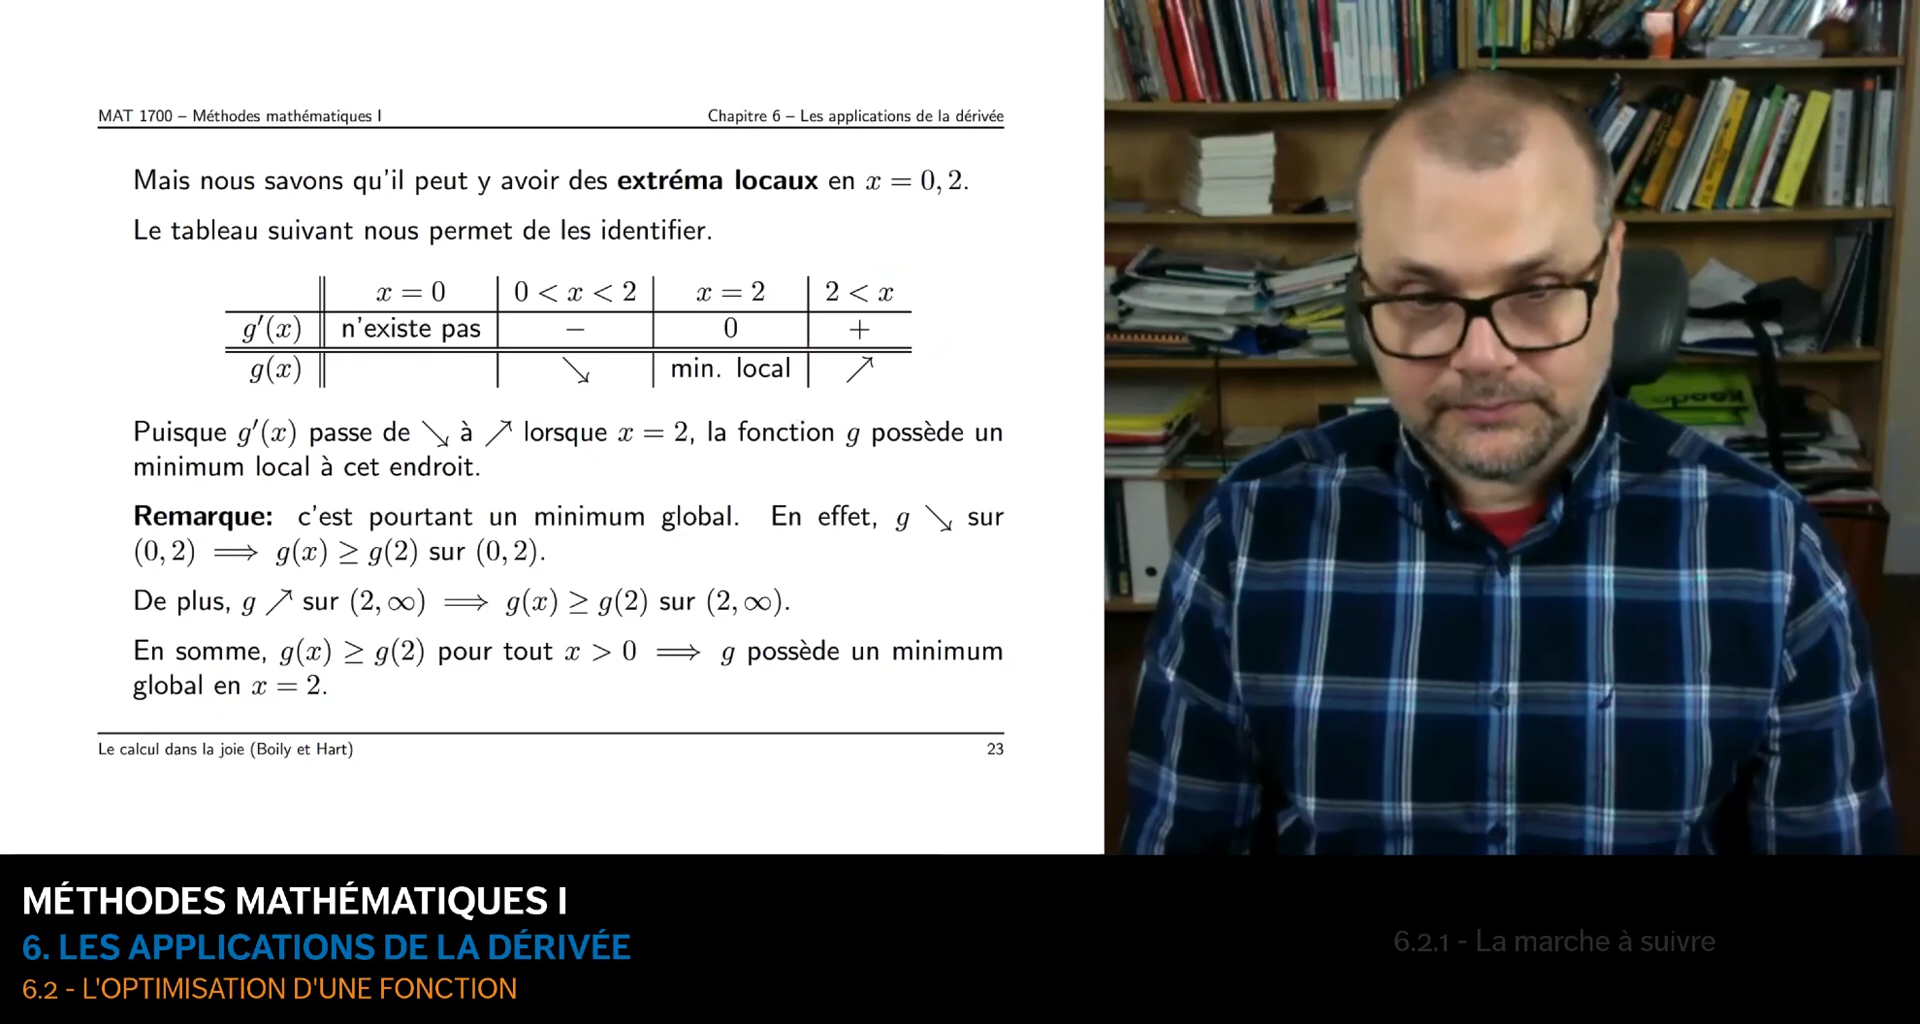 MAT 1700 – Méthodes mathématiques I
Chapitre 6 – Les applications de la dérivée
Mais nous savons qu'il peut y avoir des extréma locaux en x = 0, 2.
Le tableau suivant nous permet de les identifier.
x = 0 | 0 < x < 2 | x = 2 | 2 < x
g′(x) | n'existe pas | − | 0 | +
g(x) | ↘ | min. local | ↗
Puisque g′(x) passe de ↘ à ↗ lorsque x = 2, la fonction g possède un
minimum local à cet endroit.
Remarque: c'est pourtant un minimum global. En effet, g ↘ sur
(0, 2) ⟹ g(x) ≥ g(2) sur (0, 2).
De plus, g ↗ sur (2, ∞) ⟹ g(x) ≥ g(2) sur (2, ∞).
En somme, g(x) ≥ g(2) pour tout x > 0 ⟹ g possède un minimum
global en x = 2.
Le calcul dans la joie (Boily et Hart)
23
MÉTHODES MATHÉMATIQUES I
6. LES APPLICATIONS DE LA DÉRIVÉE
6.2 - L'OPTIMISATION D'UNE FONCTION
6.2.1 - La marche à suivre